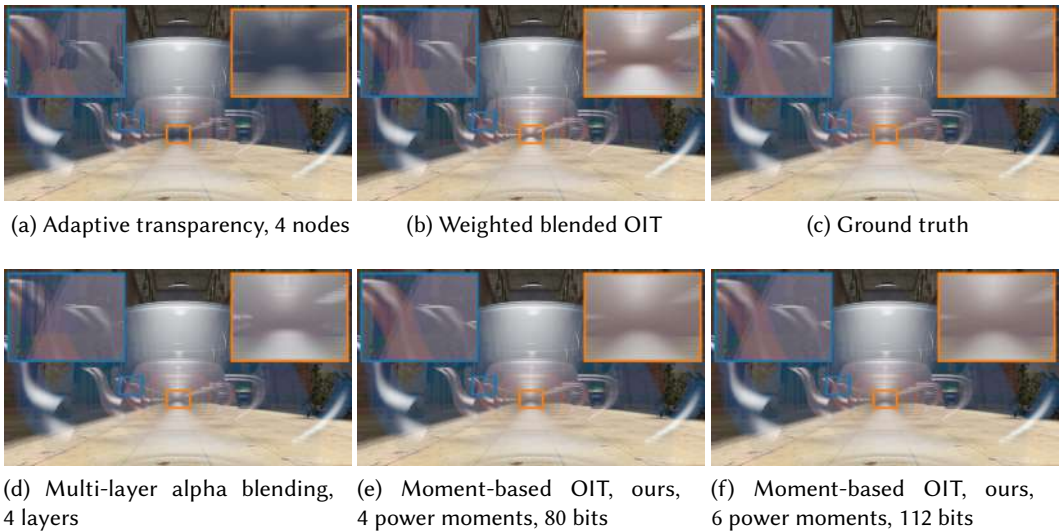 (a) Adaptive transparency, 4 nodes
(b) Weighted blended OIT
(c) Ground truth
(d) Multi-layer alpha blending,
4 layers
(e) Moment-based OIT, ours,
4 power moments, 80 bits
(f) Moment-based OIT, ours,
6 power moments, 112 bits